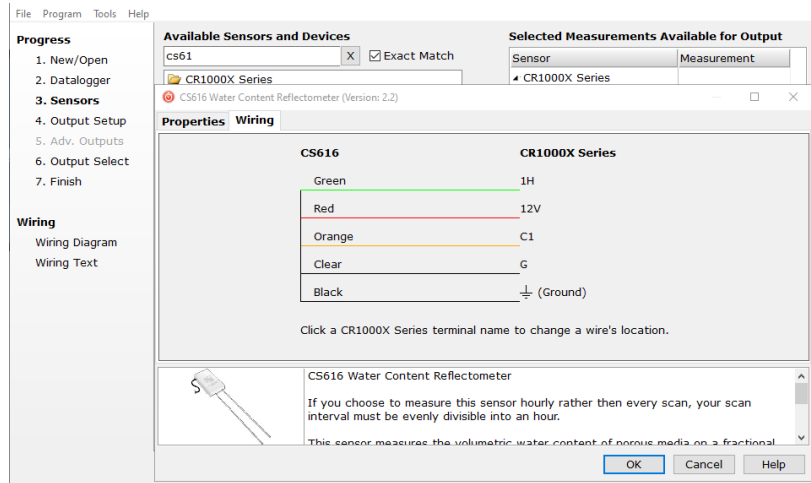 File Program Tools Help
Progress
1. New/Open
2. Datalogger
3. Sensors
4. Output Setup
5. Adv. Outputs
6. Output Select
7. Finish
Wiring
Wiring Diagram
Wiring Text
Available Sensors and Devices
cs61 X Exact Match
CR1000X Series
Selected Measurements Available for Output
Sensor Measurement
CR1000X Series
CS616 Water Content Reflectometer (Version: 2.2)
Properties Wiring
CS616 CR1000X Series
Green 1H
Red 12V
Orange C1
Clear G
Black (Ground)
Click a CR1000X Series terminal name to change a wire's location.
CS616 Water Content Reflectometer
If you choose to measure this sensor hourly rather then every scan, your scan
interval must be evenly divisible into an hour.
This sensor measures the volumetric water content of porous media on a fractional
OK Cancel Help